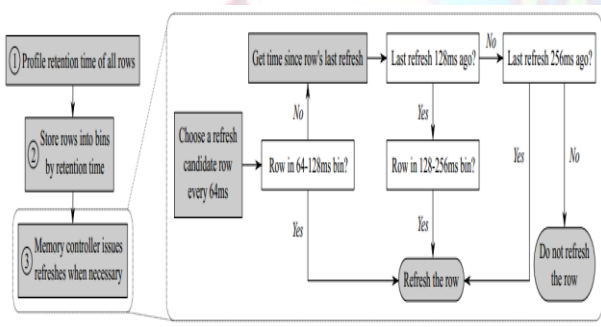 ① Profile retention time of all rows
② Store rows into bins
by retention time
③ Memory controller issues
refreshes when necessary
Choose a refresh
candidate row
every 64ms
Get time since row's last refresh
Last refresh 128ms ago?
No
Last refresh 256ms ago?
No
Yes
Yes
No
Row in 64-128ms bin?
Row in 128-256ms bin?
Yes
Yes
Refresh the row
Do not refresh
the row